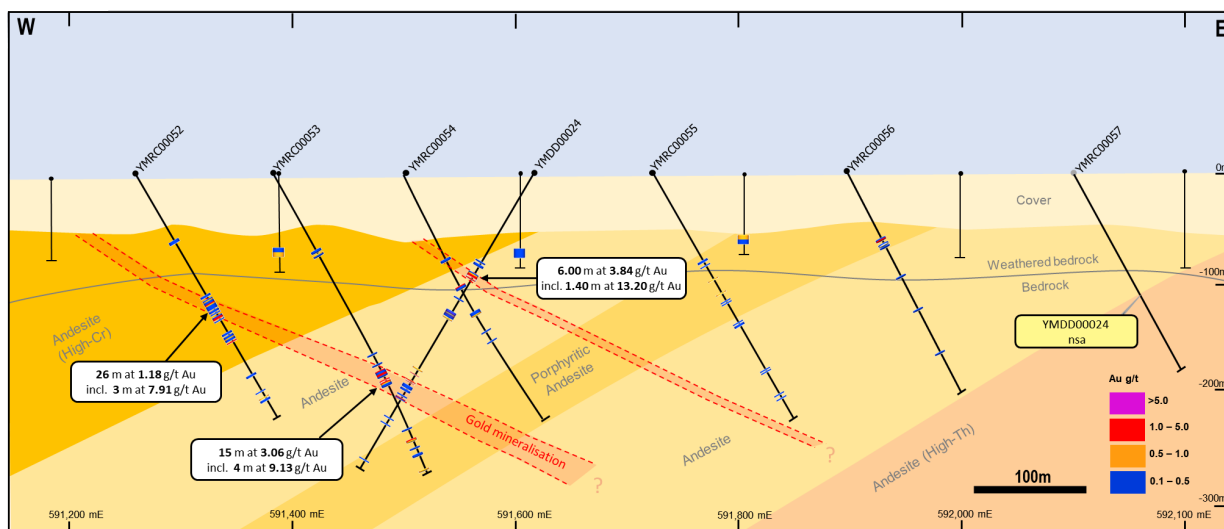 W
E
YMRC00052
YMRC00053
YMRC00054
YMDD00024
YMRC00055
YMRC00056
YMRC00057
0m
Cover
Weathered bedrock
Bedrock
-100m
6.00 m at 3.84 g/t Au
incl. 1.40 m at 13.20 g/t Au
YMDD00024
nsa
Andesite
(High-Cr)
26 m at 1.18 g/t Au
incl. 3 m at 7.91 g/t Au
Andesite
Porphyritic
Andesite
Au g/t
>5.0
1.0 – 5.0
0.5 – 1.0
0.1 – 0.5
-200m
15 m at 3.06 g/t Au
incl. 4 m at 9.13 g/t Au
Gold mineralisation
?
Andesite
?
Andesite (High-Th)
100m
-300m
591,200 mE
591,400 mE
591,600 mE
591,800 mE
592,000 mE
592,100 mE